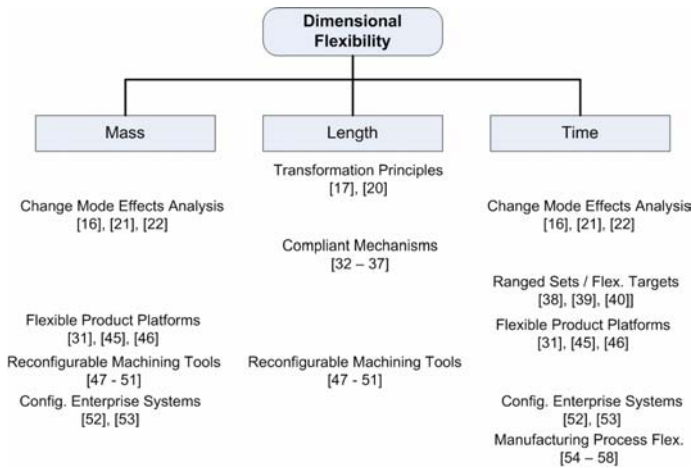 Dimensional
Flexibility
Mass
Length
Time
Transformation Principles
[17], [20]
Change Mode Effects Analysis
[16], [21], [22]
Change Mode Effects Analysis
[16], [21], [22]
Compliant Mechanisms
[32 – 37]
Ranged Sets / Flex. Targets
[38], [39], [40]]
Flexible Product Platforms
[31], [45], [46]
Flexible Product Platforms
[31], [45], [46]
Reconfigurable Machining Tools
[47 - 51]
Reconfigurable Machining Tools
[47 - 51]
Config. Enterprise Systems
[52], [53]
Config. Enterprise Systems
[52], [53]
Manufacturing Process Flex.
[54 – 58]